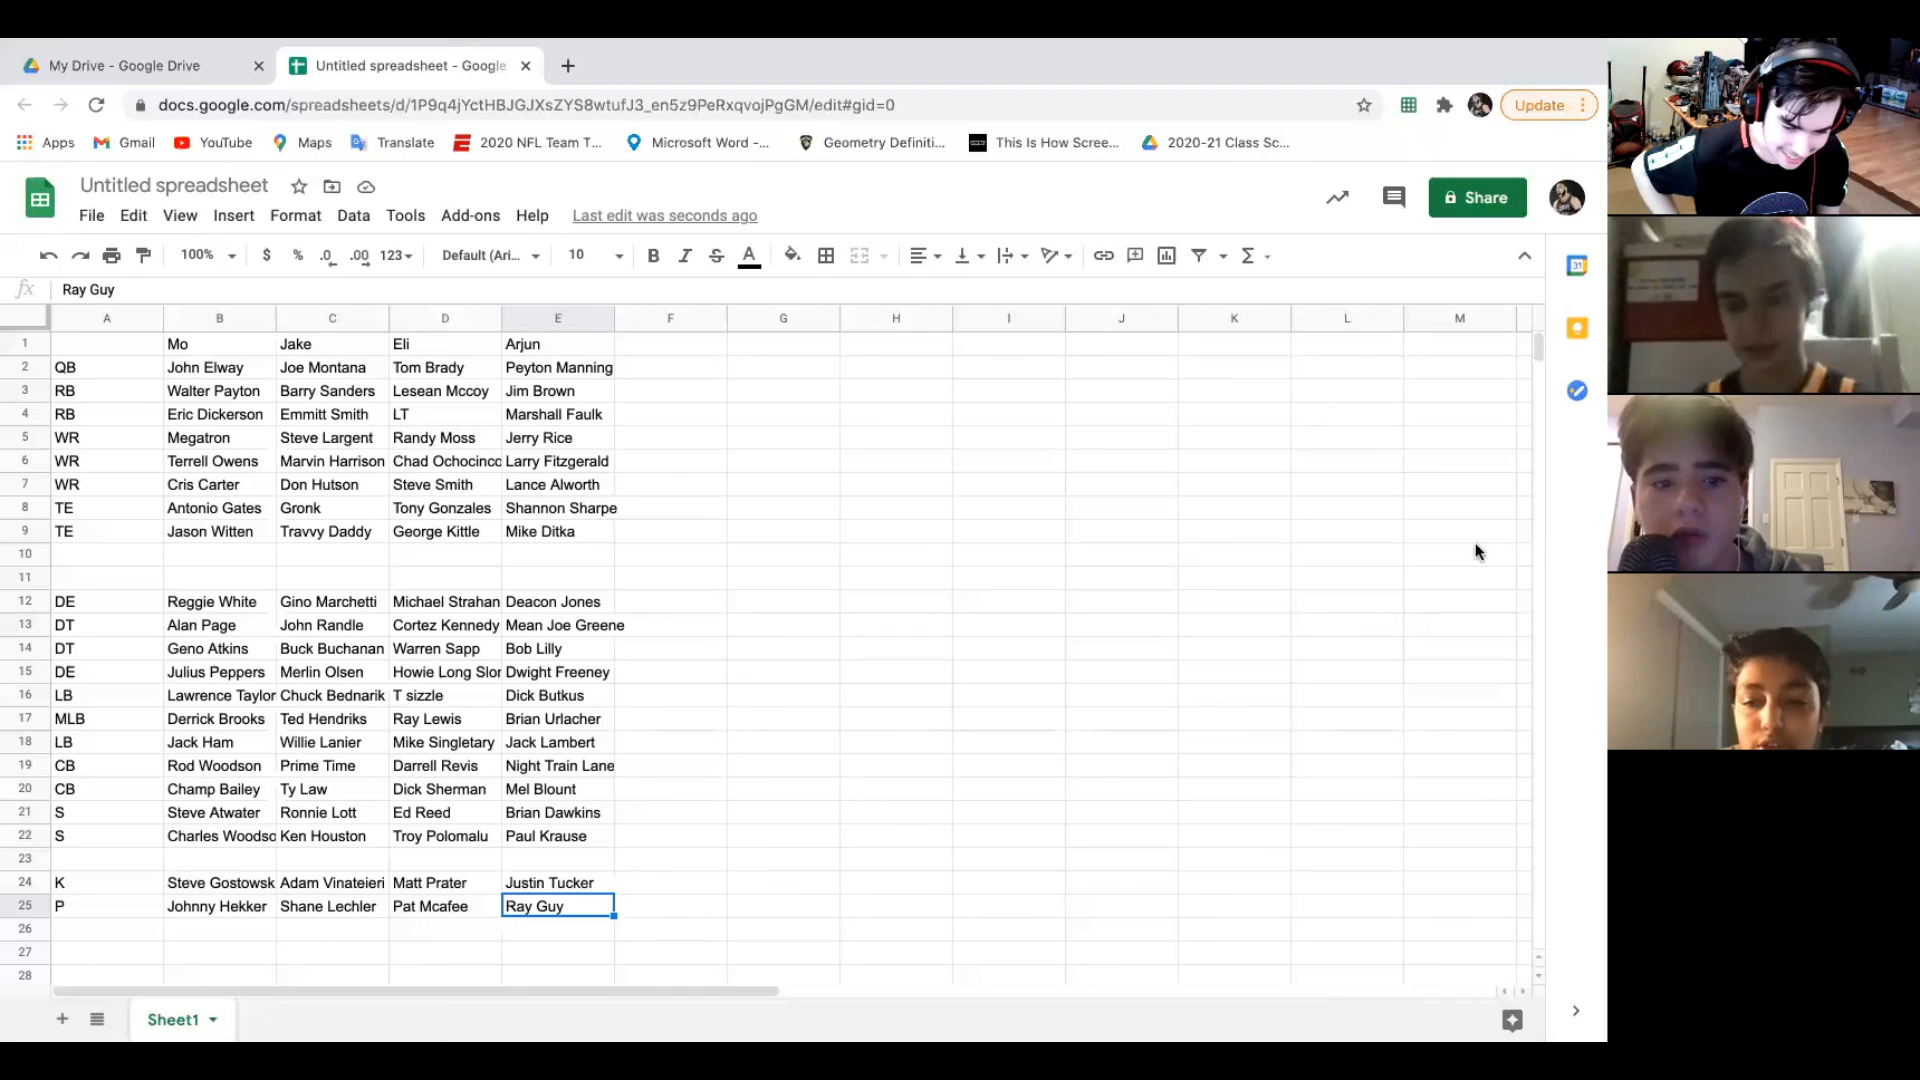 My Drive - Google Drive
Untitled spreadsheet - Google
docs.google.com/spreadsheets/d/1P9q4jYctHBJGJXsZYS8wtufJ3_en5z9PeRxqvojPgGM/edit#gid=0
Update
Apps Gmail YouTube Maps Translate 2020 NFL Team T... Microsoft Word -... Geometry Definiti... This Is How Scree... 2020-21 Class Sc...
Untitled spreadsheet
File Edit View Insert Format Data Tools Add-ons Help Last edit was seconds ago
Share
100% $ % .0 .00 123 Default (Ari... 10 B I S A Σ
31
fx Ray Guy
A B C D E F G H I J K L M
1 Mo Jake Eli Arjun
2 QB John Elway Joe Montana Tom Brady Peyton Manning
3 RB Walter Payton Barry Sanders Lesean Mccoy Jim Brown
4 RB Eric Dickerson Emmitt Smith LT Marshall Faulk
5 WR Megatron Steve Largent Randy Moss Jerry Rice
6 WR Terrell Owens Marvin Harrison Chad Ochocinco Larry Fitzgerald
7 WR Cris Carter Don Hutson Steve Smith Lance Alworth
8 TE Antonio Gates Gronk Tony Gonzales Shannon Sharpe
9 TE Jason Witten Travvy Daddy George Kittle Mike Ditka
10
11
12 DE Reggie White Gino Marchetti Michael Strahan Deacon Jones
13 DT Alan Page John Randle Cortez Kennedy Mean Joe Greene
14 DT Geno Atkins Buck Buchanan Warren Sapp Bob Lilly
15 DE Julius Peppers Merlin Olsen Howie Long Slor Dwight Freeney
16 LB Lawrence Taylor Chuck Bednarik T sizzle Dick Butkus
17 MLB Derrick Brooks Ted Hendriks Ray Lewis Brian Urlacher
18 LB Jack Ham Willie Lanier Mike Singletary Jack Lambert
19 CB Rod Woodson Prime Time Darrell Revis Night Train Lane
20 CB Champ Bailey Ty Law Dick Sherman Mel Blount
21 S Steve Atwater Ronnie Lott Ed Reed Brian Dawkins
22 S Charles Woodso Ken Houston Troy Polomalu Paul Krause
23
24 K Steve Gostowsk Adam Vinateieri Matt Prater Justin Tucker
25 P Johnny Hekker Shane Lechler Pat Mcafee Ray Guy
26
27
28
Sheet1